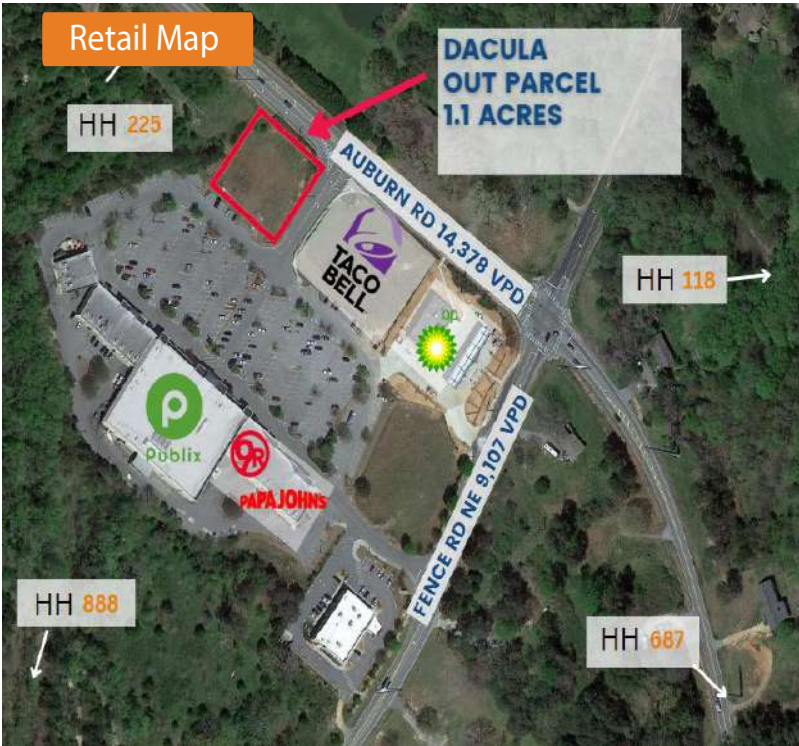 Retail Map
DACULA
OUT PARCEL
1.1 ACRES
HH 225
AUBURN RD 14,378 VPD
TACO
BELL
HH 118
bp
Publix
PAPA JOHNS
FENCE RD NE 9,107 VPD
HH 888
HH 687